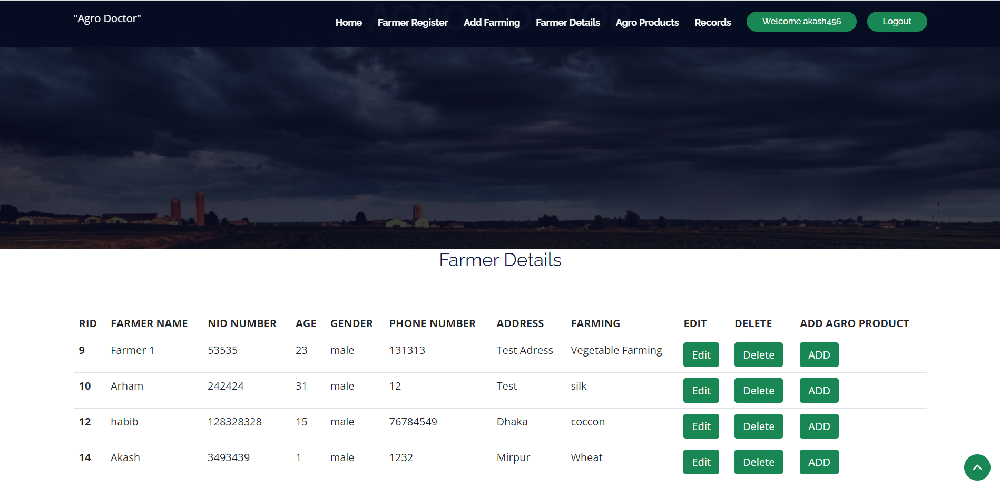 AGRO DOCTOR
"Agro Doctor"
Home Farmer Register Add Farming Farmer Details Agro Products Records Welcome akash456 Logout
Farmer Details
RID FARMER NAME NID NUMBER AGE GENDER PHONE NUMBER ADDRESS FARMING EDIT DELETE ADD AGRO PRODUCT
9 Farmer 1 53535 23 male 131313 Test Adress Vegetable Farming Edit Delete ADD
10 Arham 242424 31 male 12 Test silk Edit Delete ADD
12 habib 128328328 15 male 76784549 Dhaka coccon Edit Delete ADD
14 Akash 3493439 1 male 1232 Mirpur Wheat Edit Delete ADD